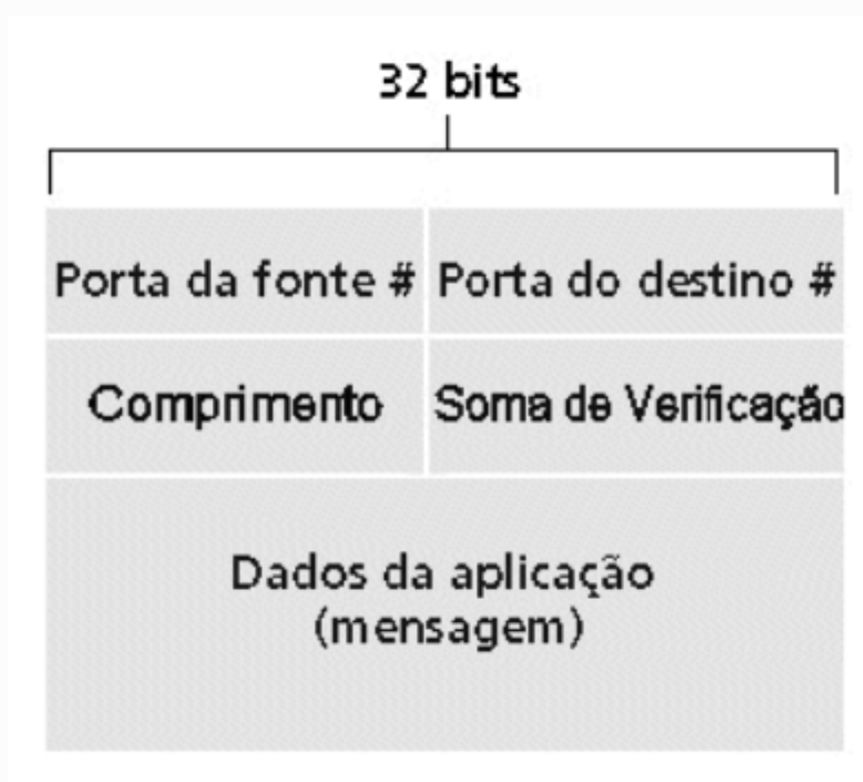 32 bits
Porta da fonte # Porta do destino #
Comprimento Soma de Verificação
Dados da aplicação
(mensagem)